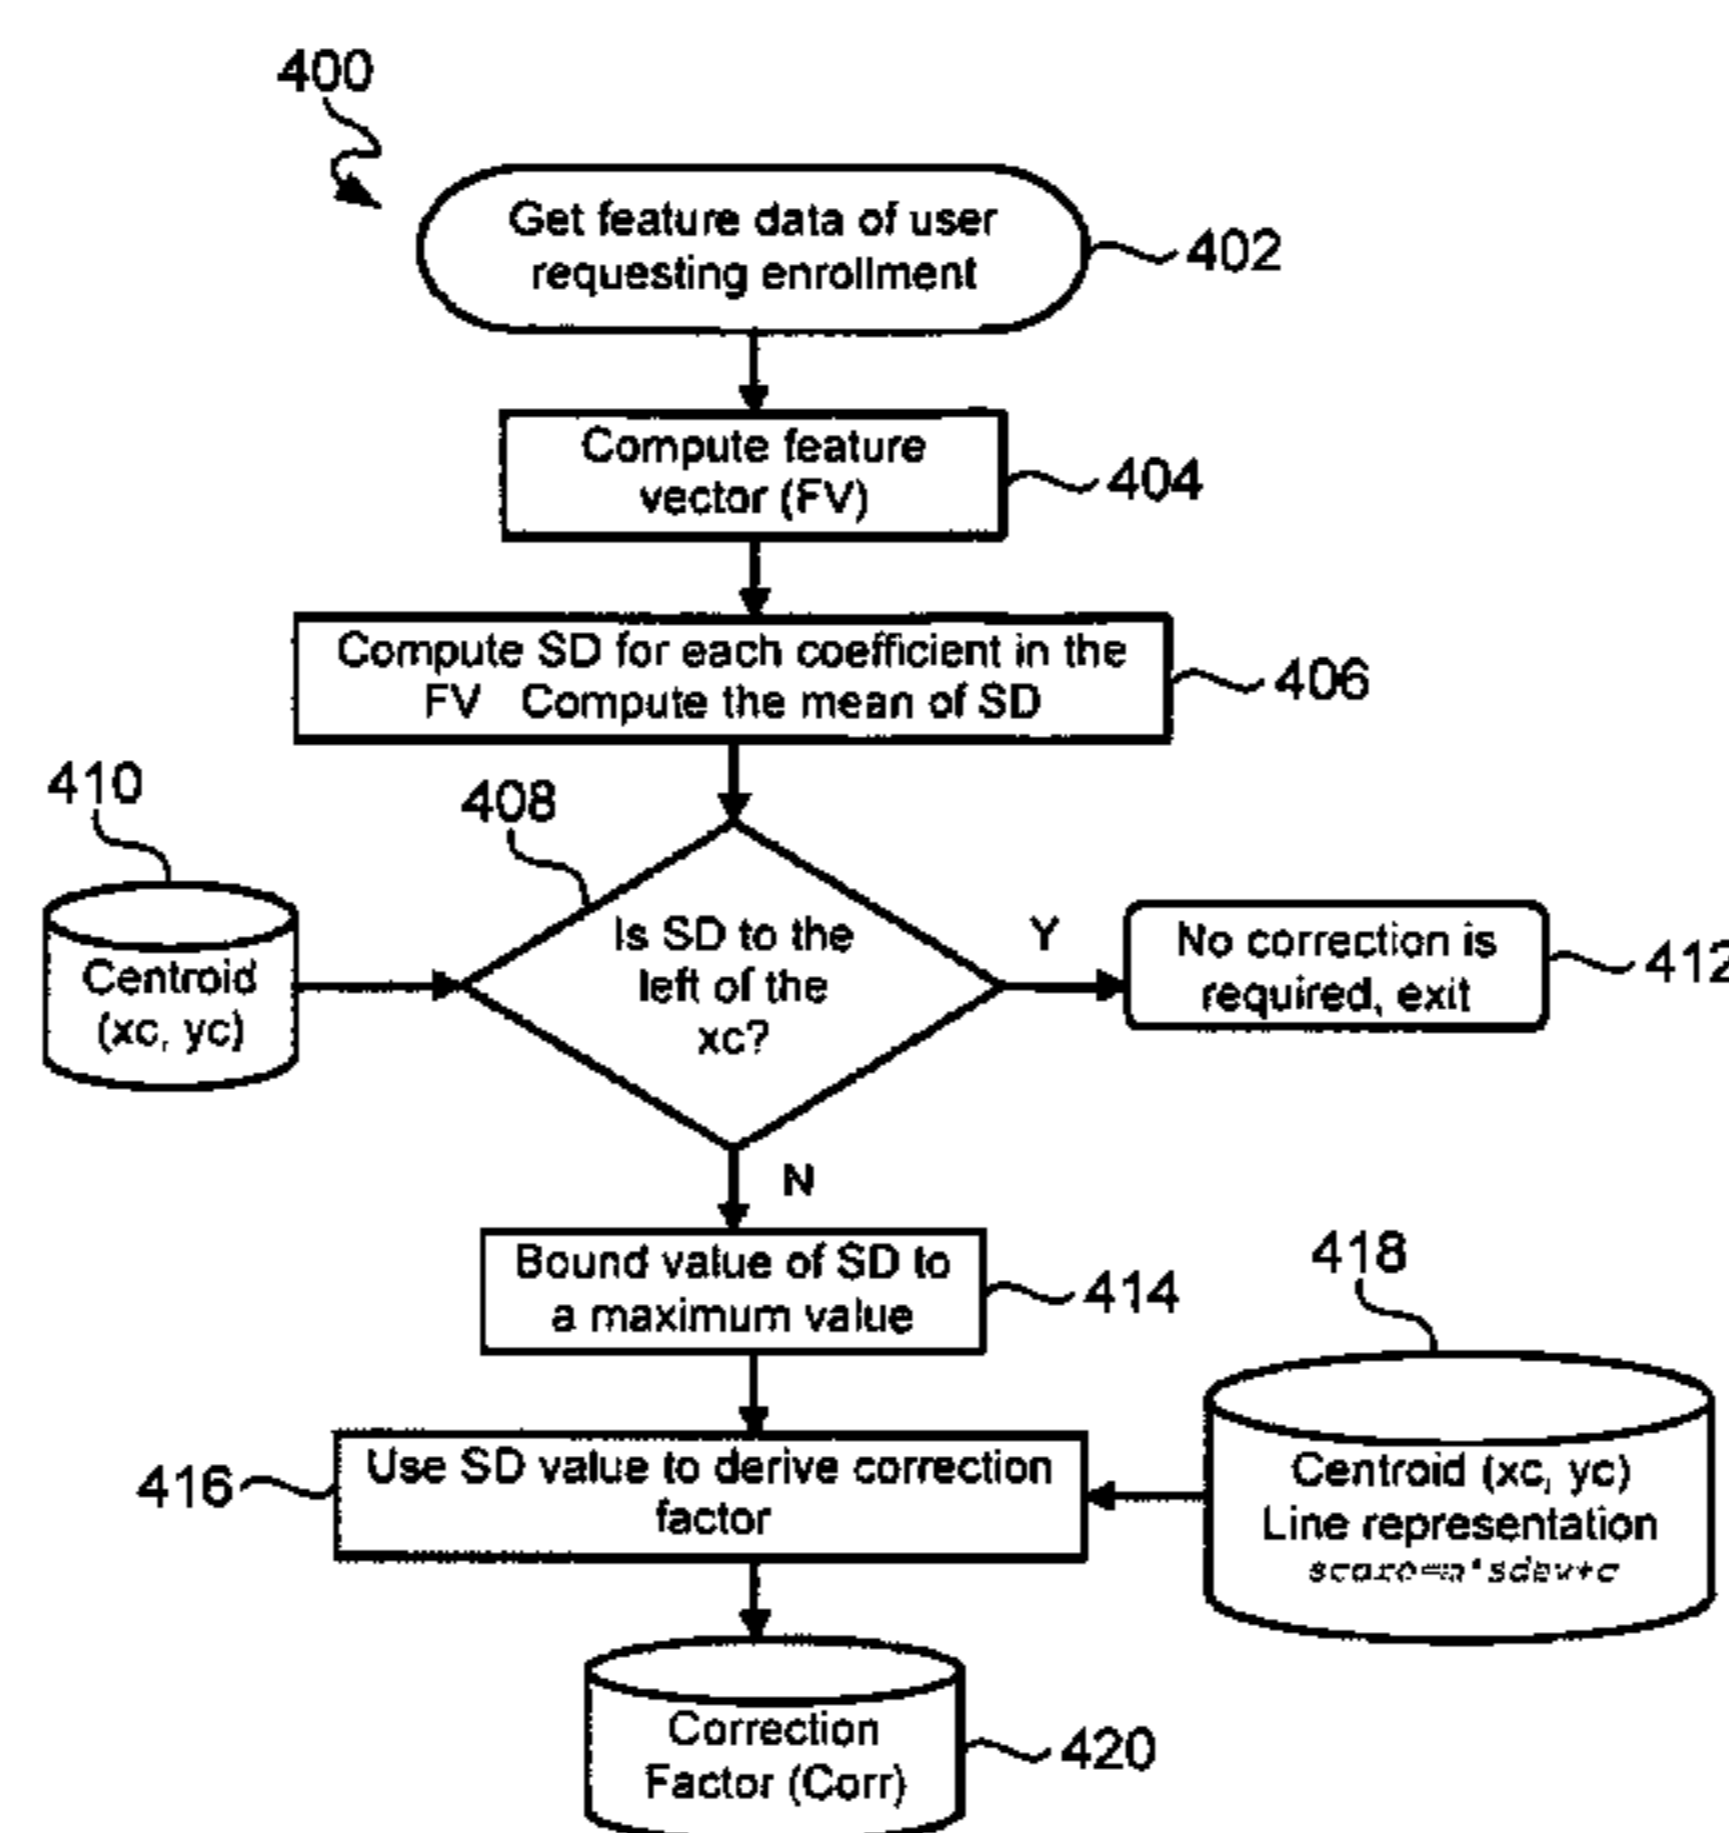 400
Get feature data of user
requesting enrollment
402
Compute feature
vector (FV)
404
Compute SD for each coefficient in the
FV Compute the mean of SD
406
410
408
Centroid
(xc, yc)
Is SD to the
left of the
xc?
Y
No correction is
required, exit
412
N
Bound value of SD to
a maximum value
414
418
416
Use SD value to derive correction
factor
Centroid (xc, yc)
Line representation
score=m*sdev+c
Correction
Factor (Corr)
420